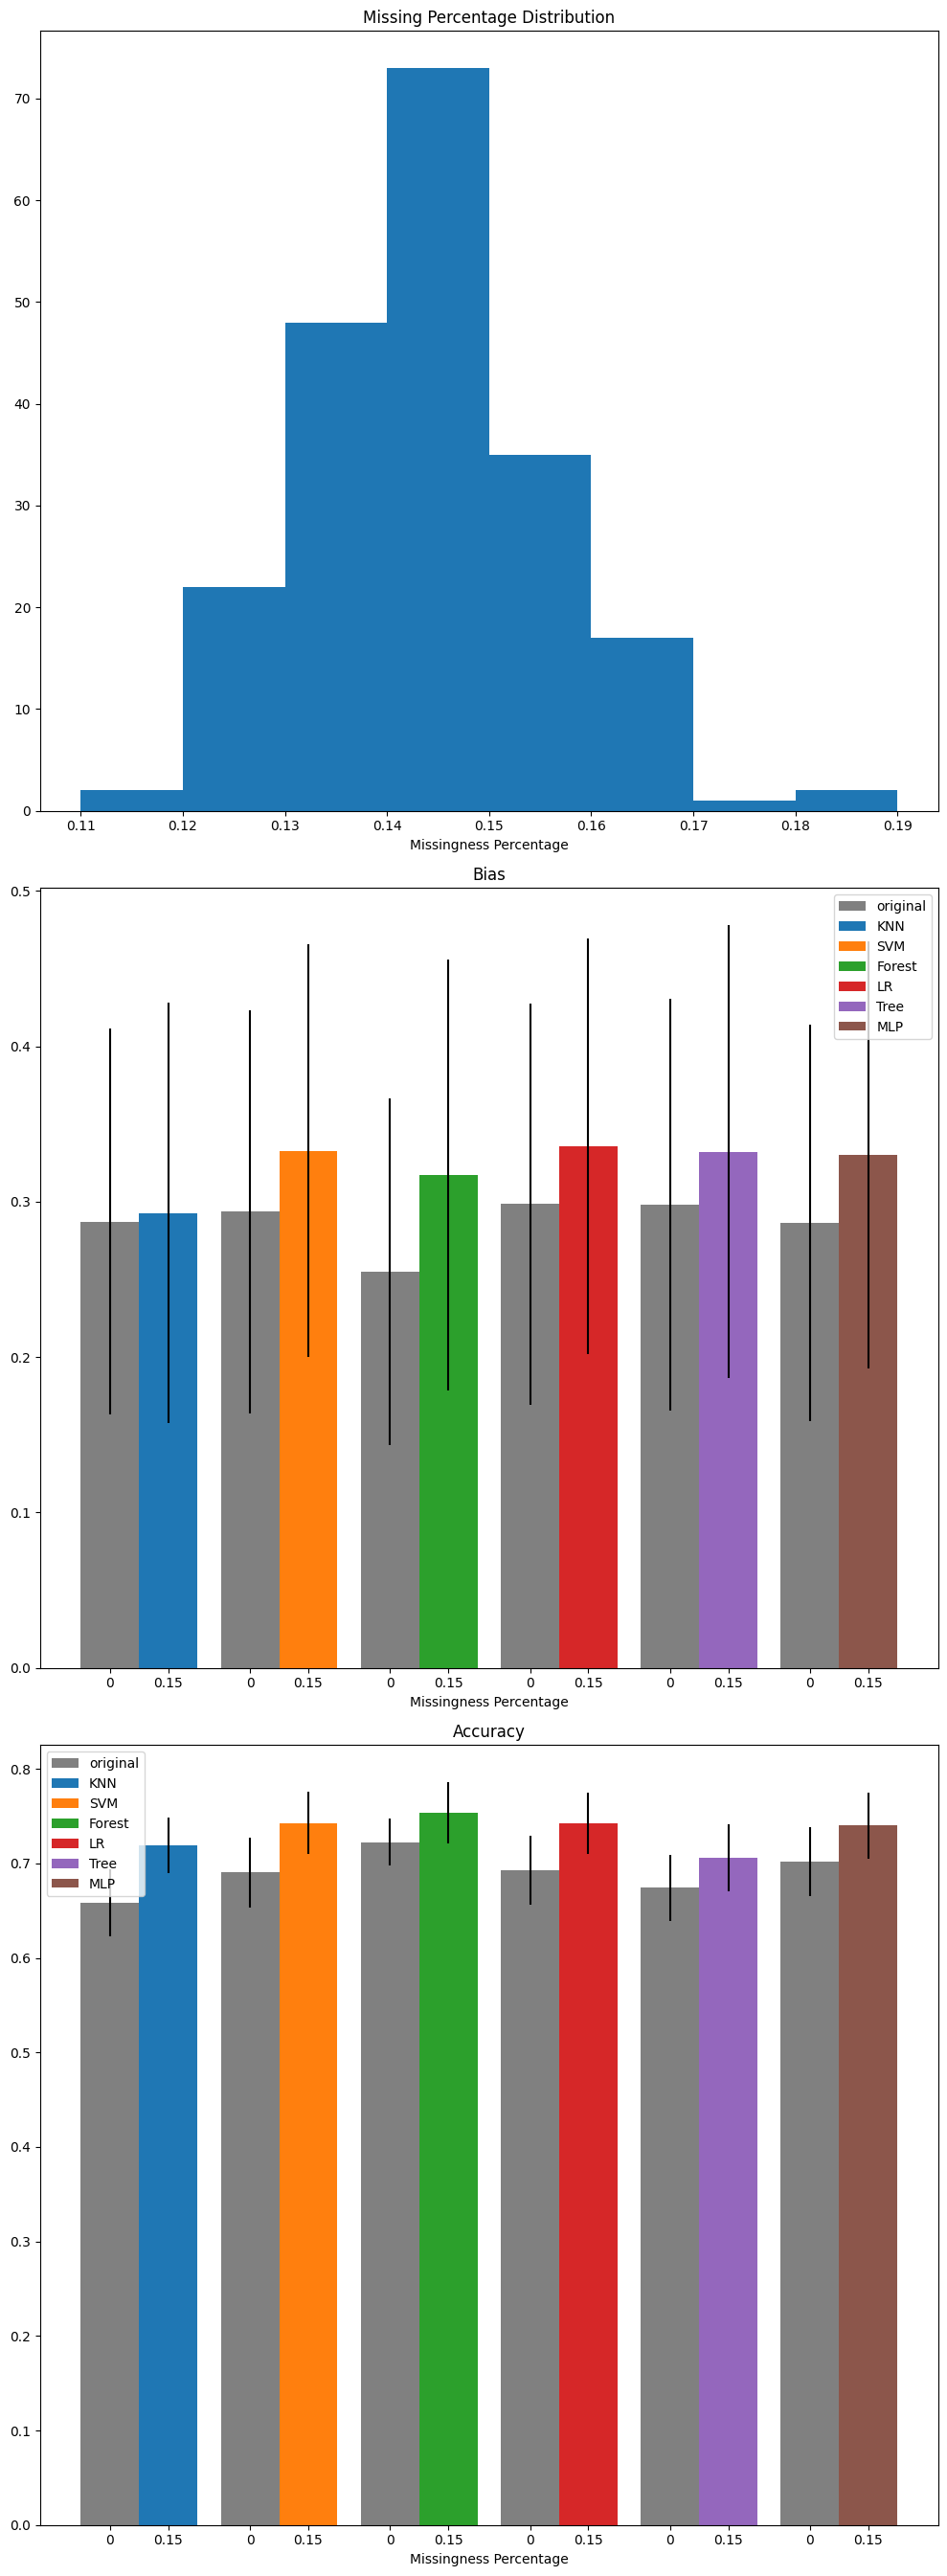 Missing Percentage Distribution
70
60
50
40
30
20
10
0
0.11 0.12 0.13 0.14 0.15 0.16 0.17 0.18 0.19
Missingness Percentage
Bias
0.5
0.4
0.3
0.2
0.1
0.0
original
KNN
SVM
Forest
LR
Tree
MLP
0 0.15 0 0.15 0 0.15 0 0.15 0 0.15 0 0.15
Missingness Percentage
Accuracy
0.8
0.7
0.6
0.5
0.4
0.3
0.2
0.1
0.0
original
KNN
SVM
Forest
LR
Tree
MLP
0 0.15 0 0.15 0 0.15 0 0.15 0 0.15 0 0.15
Missingness Percentage